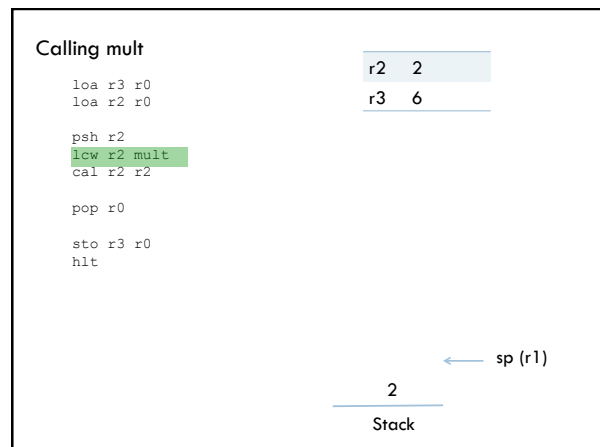 Calling mult
loa r3 r0
loa r2 r0
psh r2
lcw r2 mult
cal r2 r2
pop r0
sto r3 r0
hlt
r2 2
r3 6
sp (r1)
2
Stack